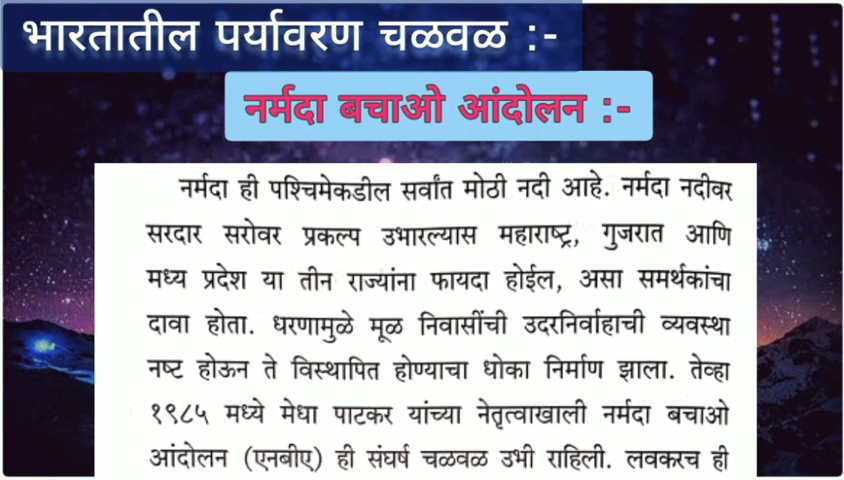 भारतातील पर्यावरण चळवळ :-
नर्मदा बचाओ आंदोलन :-
नर्मदा ही पश्चिमेकडील सर्वांत मोठी नदी आहे. नर्मदा नदीवर
सरदार सरोवर प्रकल्प उभारल्यास महाराष्ट्र, गुजरात आणि
मध्य प्रदेश या तीन राज्यांना फायदा होईल, असा समर्थकांचा
दावा होता. धरणामुळे मूळ निवासींची उदरनिर्वाहाची व्यवस्था
नष्ट होऊन ते विस्थापित होण्याचा धोका निर्माण झाला. तेव्हा
१९८५ मध्ये मेधा पाटकर यांच्या नेतृत्वाखाली नर्मदा बचाओ
आंदोलन (एनबीए) ही संघर्ष चळवळ उभी राहिली. लवकरच ही